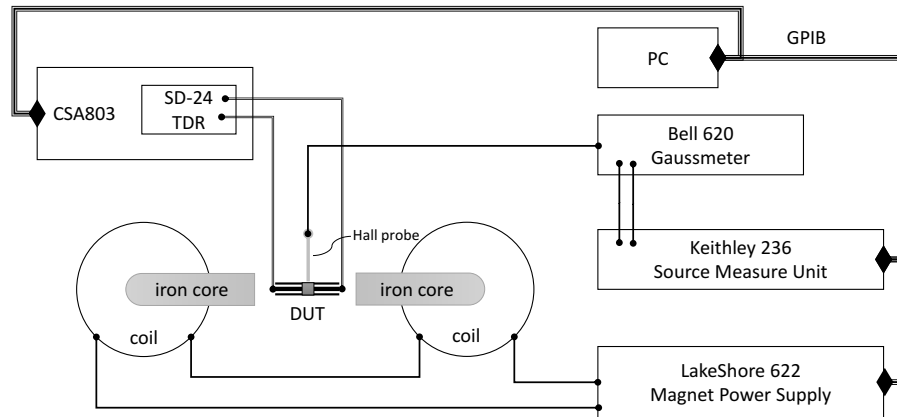 GPIB
PC
CSA803
SD-24
TDR
Bell 620
Gaussmeter
Hall probe
Keithley 236
Source Measure Unit
iron core
iron core
DUT
coil
coil
LakeShore 622
Magnet Power Supply